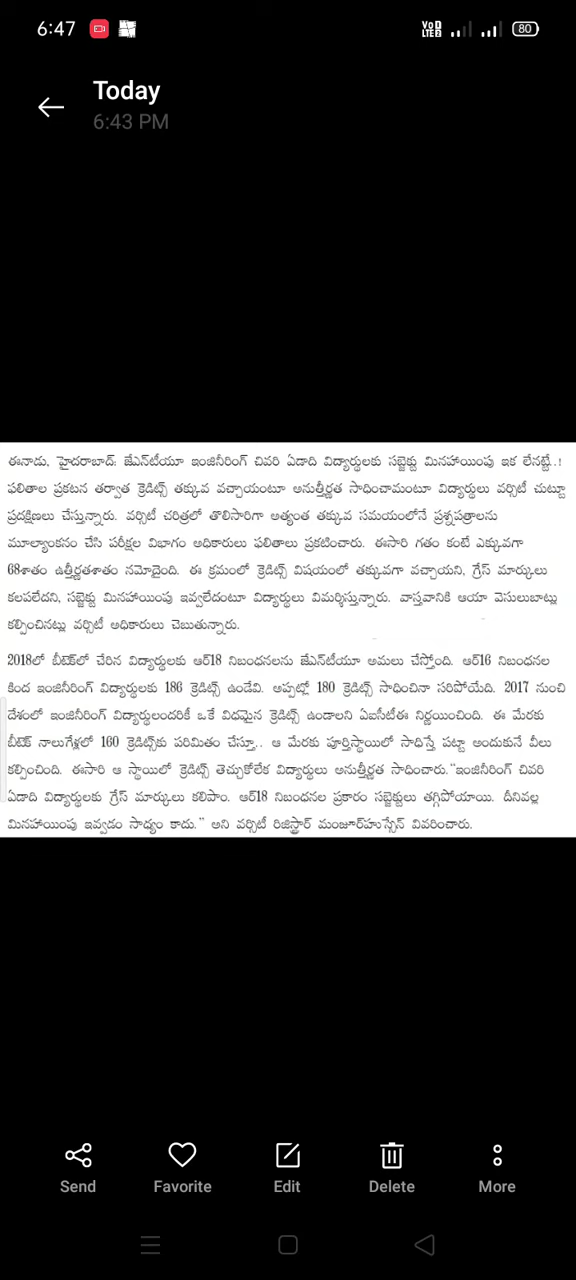 6:47
VoD LTE2 80
Today
6:43 PM
ఈనాడు, హైదరాబాద్: జేఎన్‌టీయూ ఇంజినీరింగ్ చివరి ఏడాది విద్యార్థులకు సబ్జెక్టు మినహాయింపు ఇక లేనట్టే..!
ఫలితాల ప్రకటన తర్వాత క్రెడిట్స్ తక్కువ వచ్చాయంటూ అనుత్తీర్ణత సాధించామంటూ విద్యార్థులు వర్సిటీ చుట్టూ
ప్రదక్షిణలు చేస్తున్నారు. వర్సిటీ చరిత్రలో తొలిసారిగా అత్యంత తక్కువ సమయంలోనే ప్రశ్నపత్రాలను
మూల్యాంకనం చేసి పరీక్షల విభాగం అధికారులు ఫలితాలు ప్రకటించారు. ఈసారి గతం కంటే ఎక్కువగా
68శాతం ఉత్తీర్ణతశాతం నమోదైంది. ఈ క్రమంలో క్రెడిట్స్ విషయంలో తక్కువగా వచ్చాయని, గ్రేస్ మార్కులు
కలపలేదని, సబ్జెక్టు మినహాయింపు ఇవ్వలేదంటూ విద్యార్థులు విమర్శిస్తున్నారు. వాస్తవానికి ఆయా వెసులుబాట్లు
కల్పించినట్లు వర్సిటీ అధికారులు చెబుతున్నారు.
2018లో బీటెక్‌లో చేరిన విద్యార్థులకు ఆర్18 నిబంధనలను జేఎన్‌టీయూ అమలు చేస్తోంది. ఆర్16 నిబంధనల
కింద ఇంజినీరింగ్ విద్యార్థులకు 186 క్రెడిట్స్ ఉండేవి. అప్పట్లో 180 క్రెడిట్స్ సాధించినా సరిపోయేది. 2017 నుంచి
దేశంలో ఇంజినీరింగ్ విద్యార్థులందరికీ ఒకే విధమైన క్రెడిట్స్ ఉండాలని ఏఐసీటీఈ నిర్ణయించింది. ఈ మేరకు
బీటెక్ నాలుగేళ్లలో 160 క్రెడిట్స్‌కు పరిమితం చేస్తూ.. ఆ మేరకు పూర్తిస్థాయిలో సాధిస్తే పట్టా అందుకునే వీలు
కల్పించింది. ఈసారి ఆ స్థాయిలో క్రెడిట్స్ తెచ్చుకోలేక విద్యార్థులు అనుత్తీర్ణత సాధించారు.‘‘ఇంజినీరింగ్ చివరి
ఏడాది విద్యార్థులకు గ్రేస్ మార్కులు కలిపాం. ఆర్18 నిబంధనల ప్రకారం సబ్జెక్టులు తగ్గిపోయాయి. దీనివల్ల
మినహాయింపు ఇవ్వడం సాధ్యం కాదు.’’ అని వర్సిటీ రిజిస్ట్రార్ మంజూర్‌హుస్సేన్ వివరించారు.
Send Favorite Edit Delete More